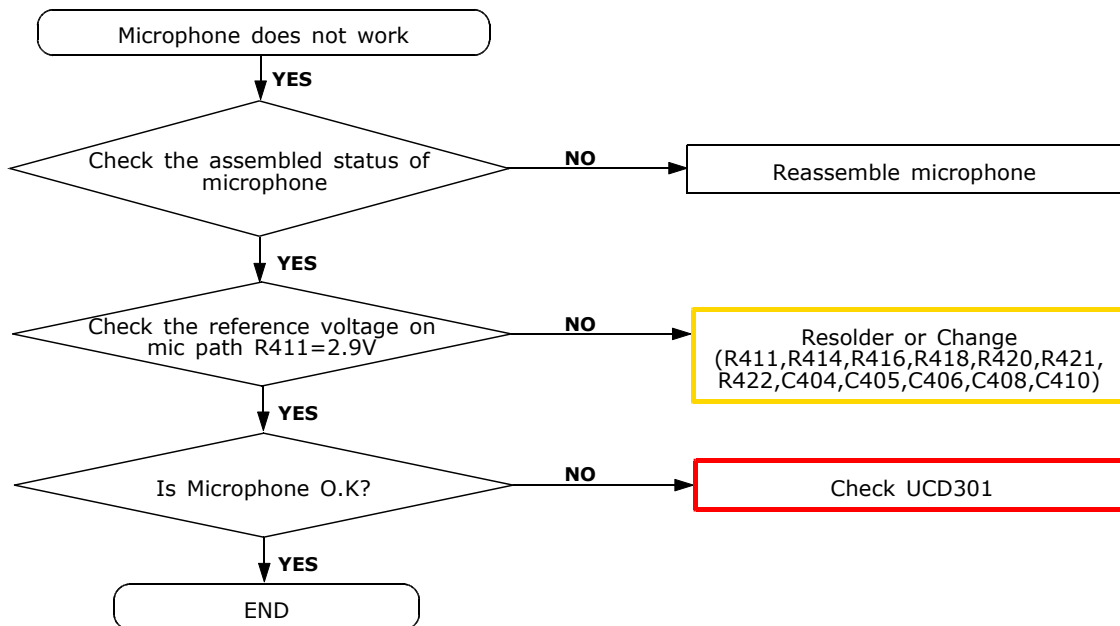 Microphone does not work
YES
Check the assembled status of
microphone
NO
Reassemble microphone
YES
Check the reference voltage on
mic path R411=2.9V
NO
Resolder or Change
(R411,R414,R416,R418,R420,R421,
R422,C404,C405,C406,C408,C410)
YES
Is Microphone O.K?
NO
Check UCD301
YES
END